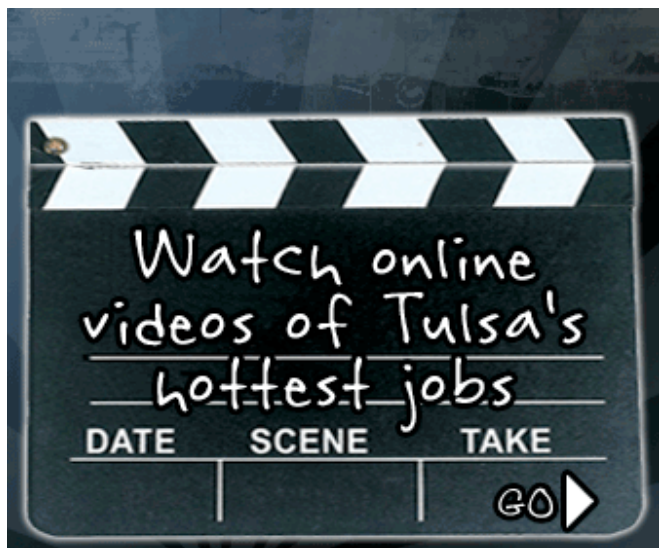 Watch online
videos of Tulsa's
hottest jobs
DATE SCENE TAKE
GO